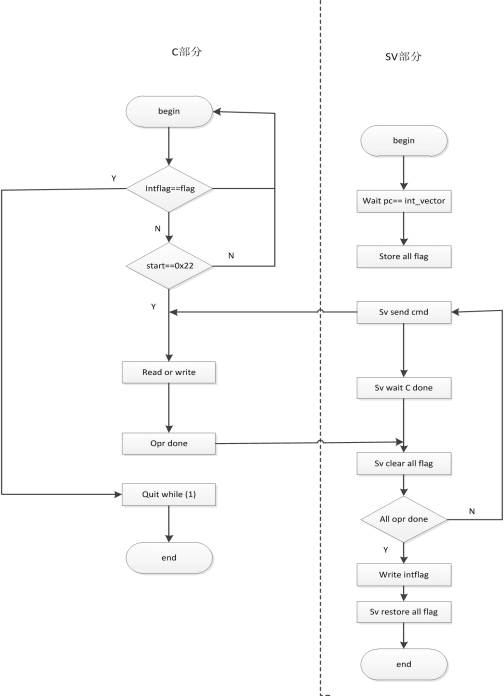 C部分
begin
Y
Intflag==flag
N
start==0x22
N
Y
Read or write
Opr done
Quit while (1)
end
SV部分
begin
Wait pc== int_vector
Store all flag
Sv send cmd
Sv wait C done
Sv clear all flag
All opr done
N
Y
Write intflag
Sv restore all flag
end